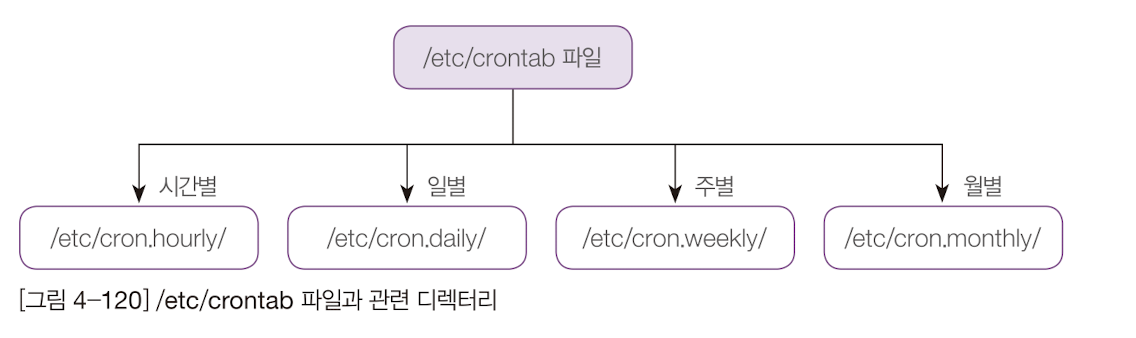 /etc/crontab 파일
시간별
일별
주별
월별
/etc/cron.hourly/
/etc/cron.daily/
/etc/cron.weekly/
/etc/cron.monthly/
[그림 4-120] /etc/crontab 파일과 관련 디렉터리